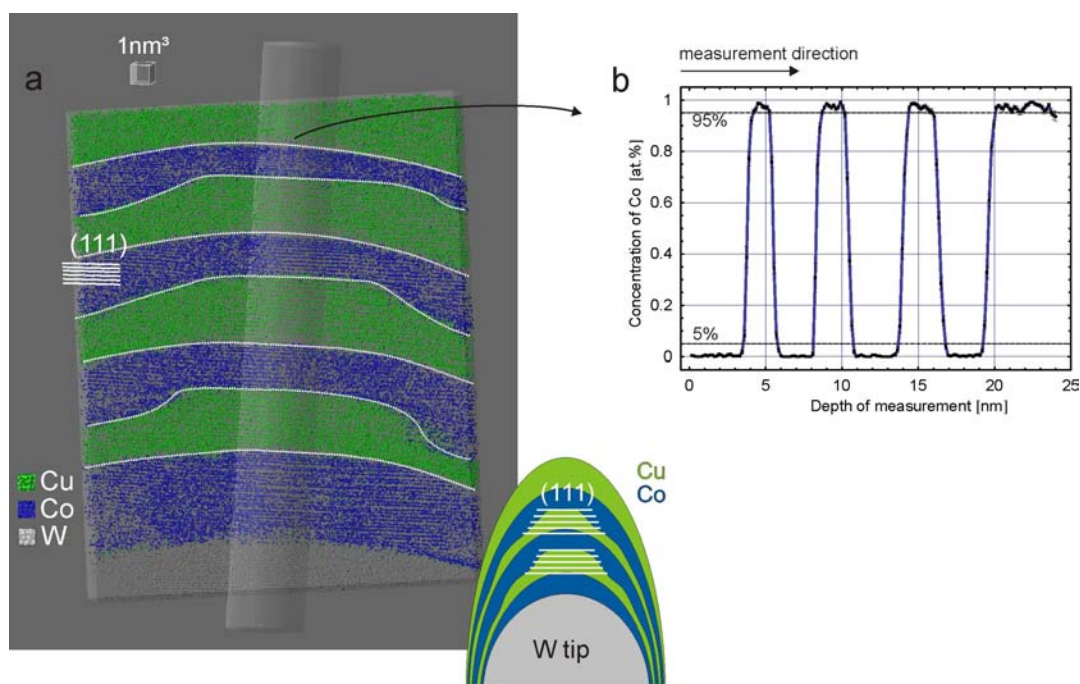 1nm³
a
(111)
Cu
Co
W
measurement direction
b
Concentration of Co [at.%]
1
95%
0.8
0.6
0.4
0.2
5%
0
0 5 10 15 20 25
Depth of measurement [nm]
Cu
Co
(111)
W tip